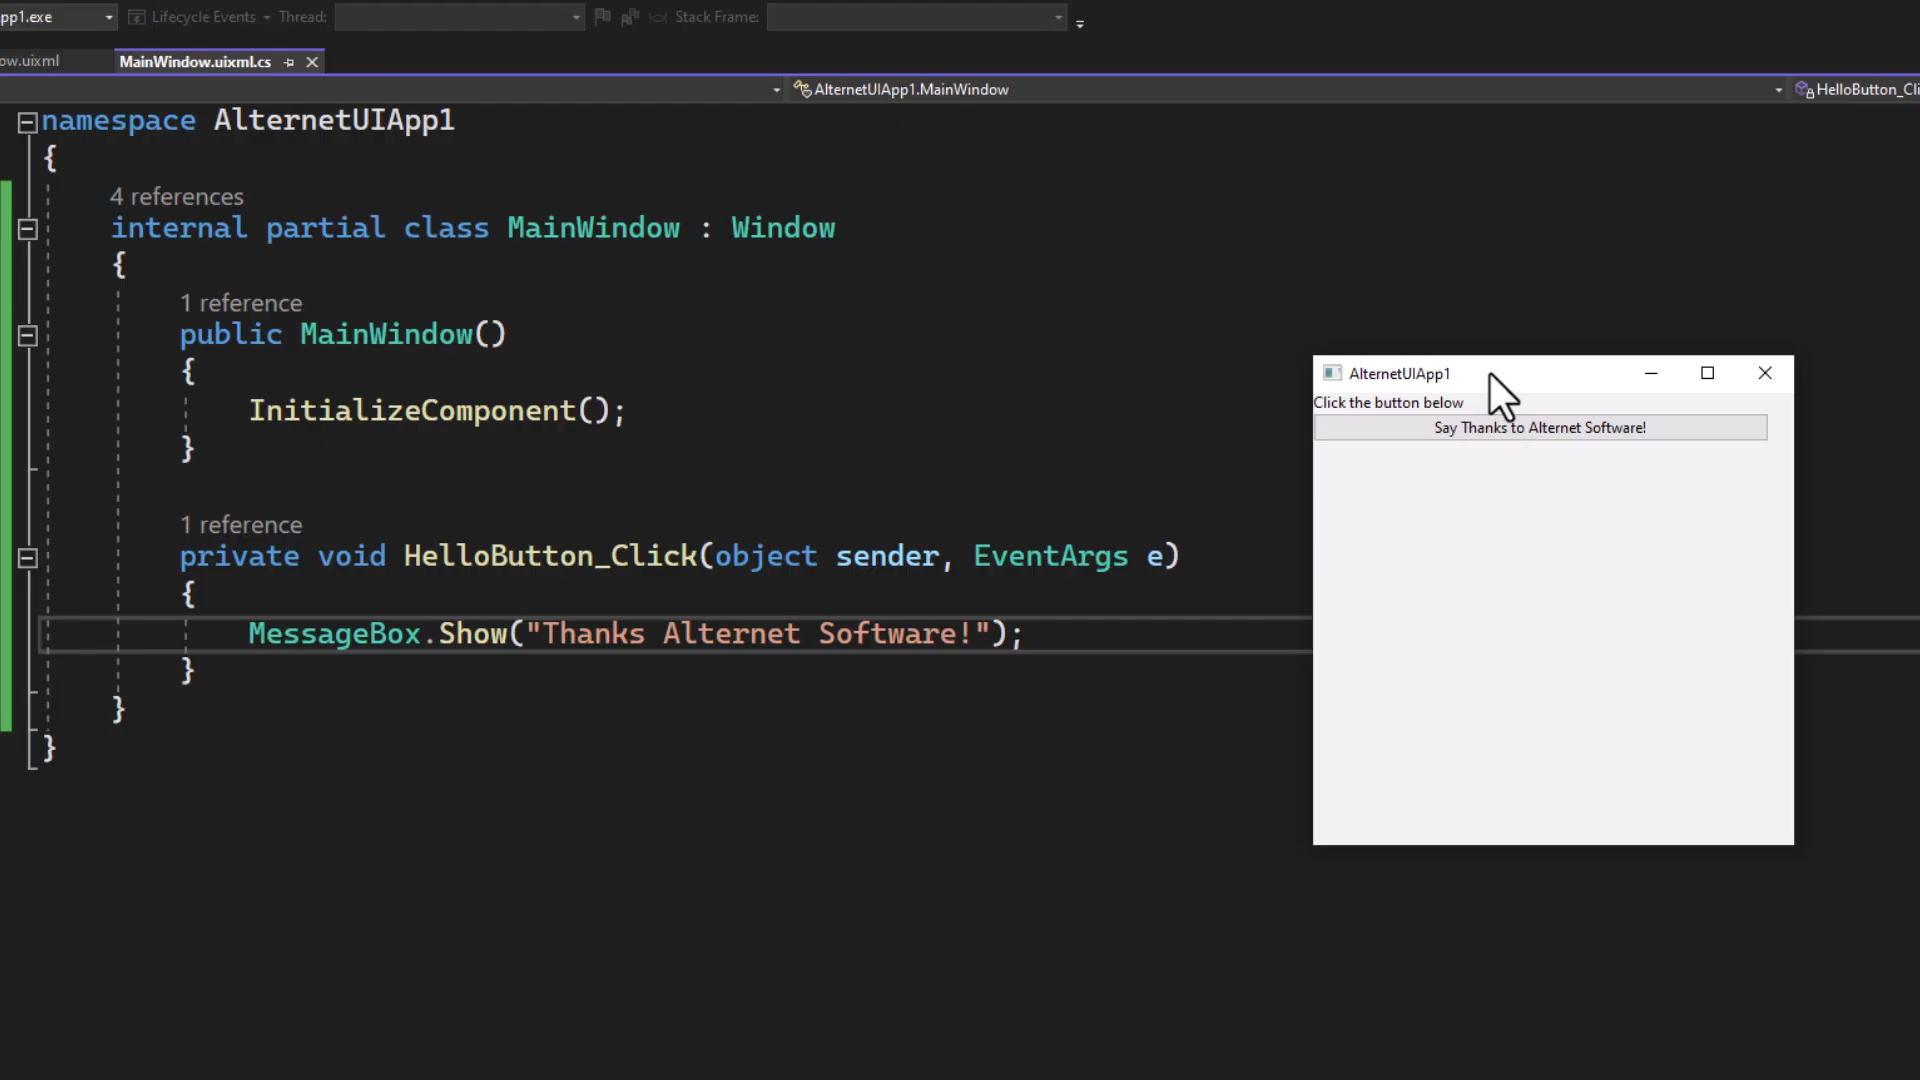 pp1.exe Lifecycle Events Thread: Stack Frame:
ow.uixml MainWindow.uixml.cs
AlternetUIApp1.MainWindow HelloButton_Cli
namespace AlternetUIApp1
{
4 references
internal partial class MainWindow : Window
{
1 reference
public MainWindow()
{
InitializeComponent();
}
1 reference
private void HelloButton_Click(object sender, EventArgs e)
{
MessageBox.Show("Thanks Alternet Software!");
}
}
}
AlternetUIApp1
Click the button below
Say Thanks to Alternet Software!